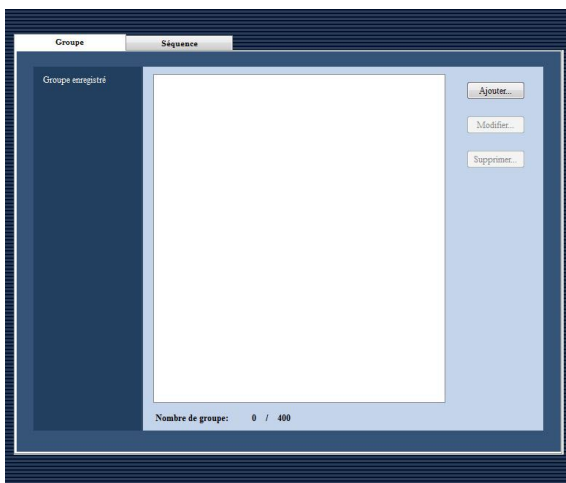 Groupe
Séquence
Groupe enregistré
Ajouter...
Modifier...
Supprimer...
Nombre de groupe: 0 / 400